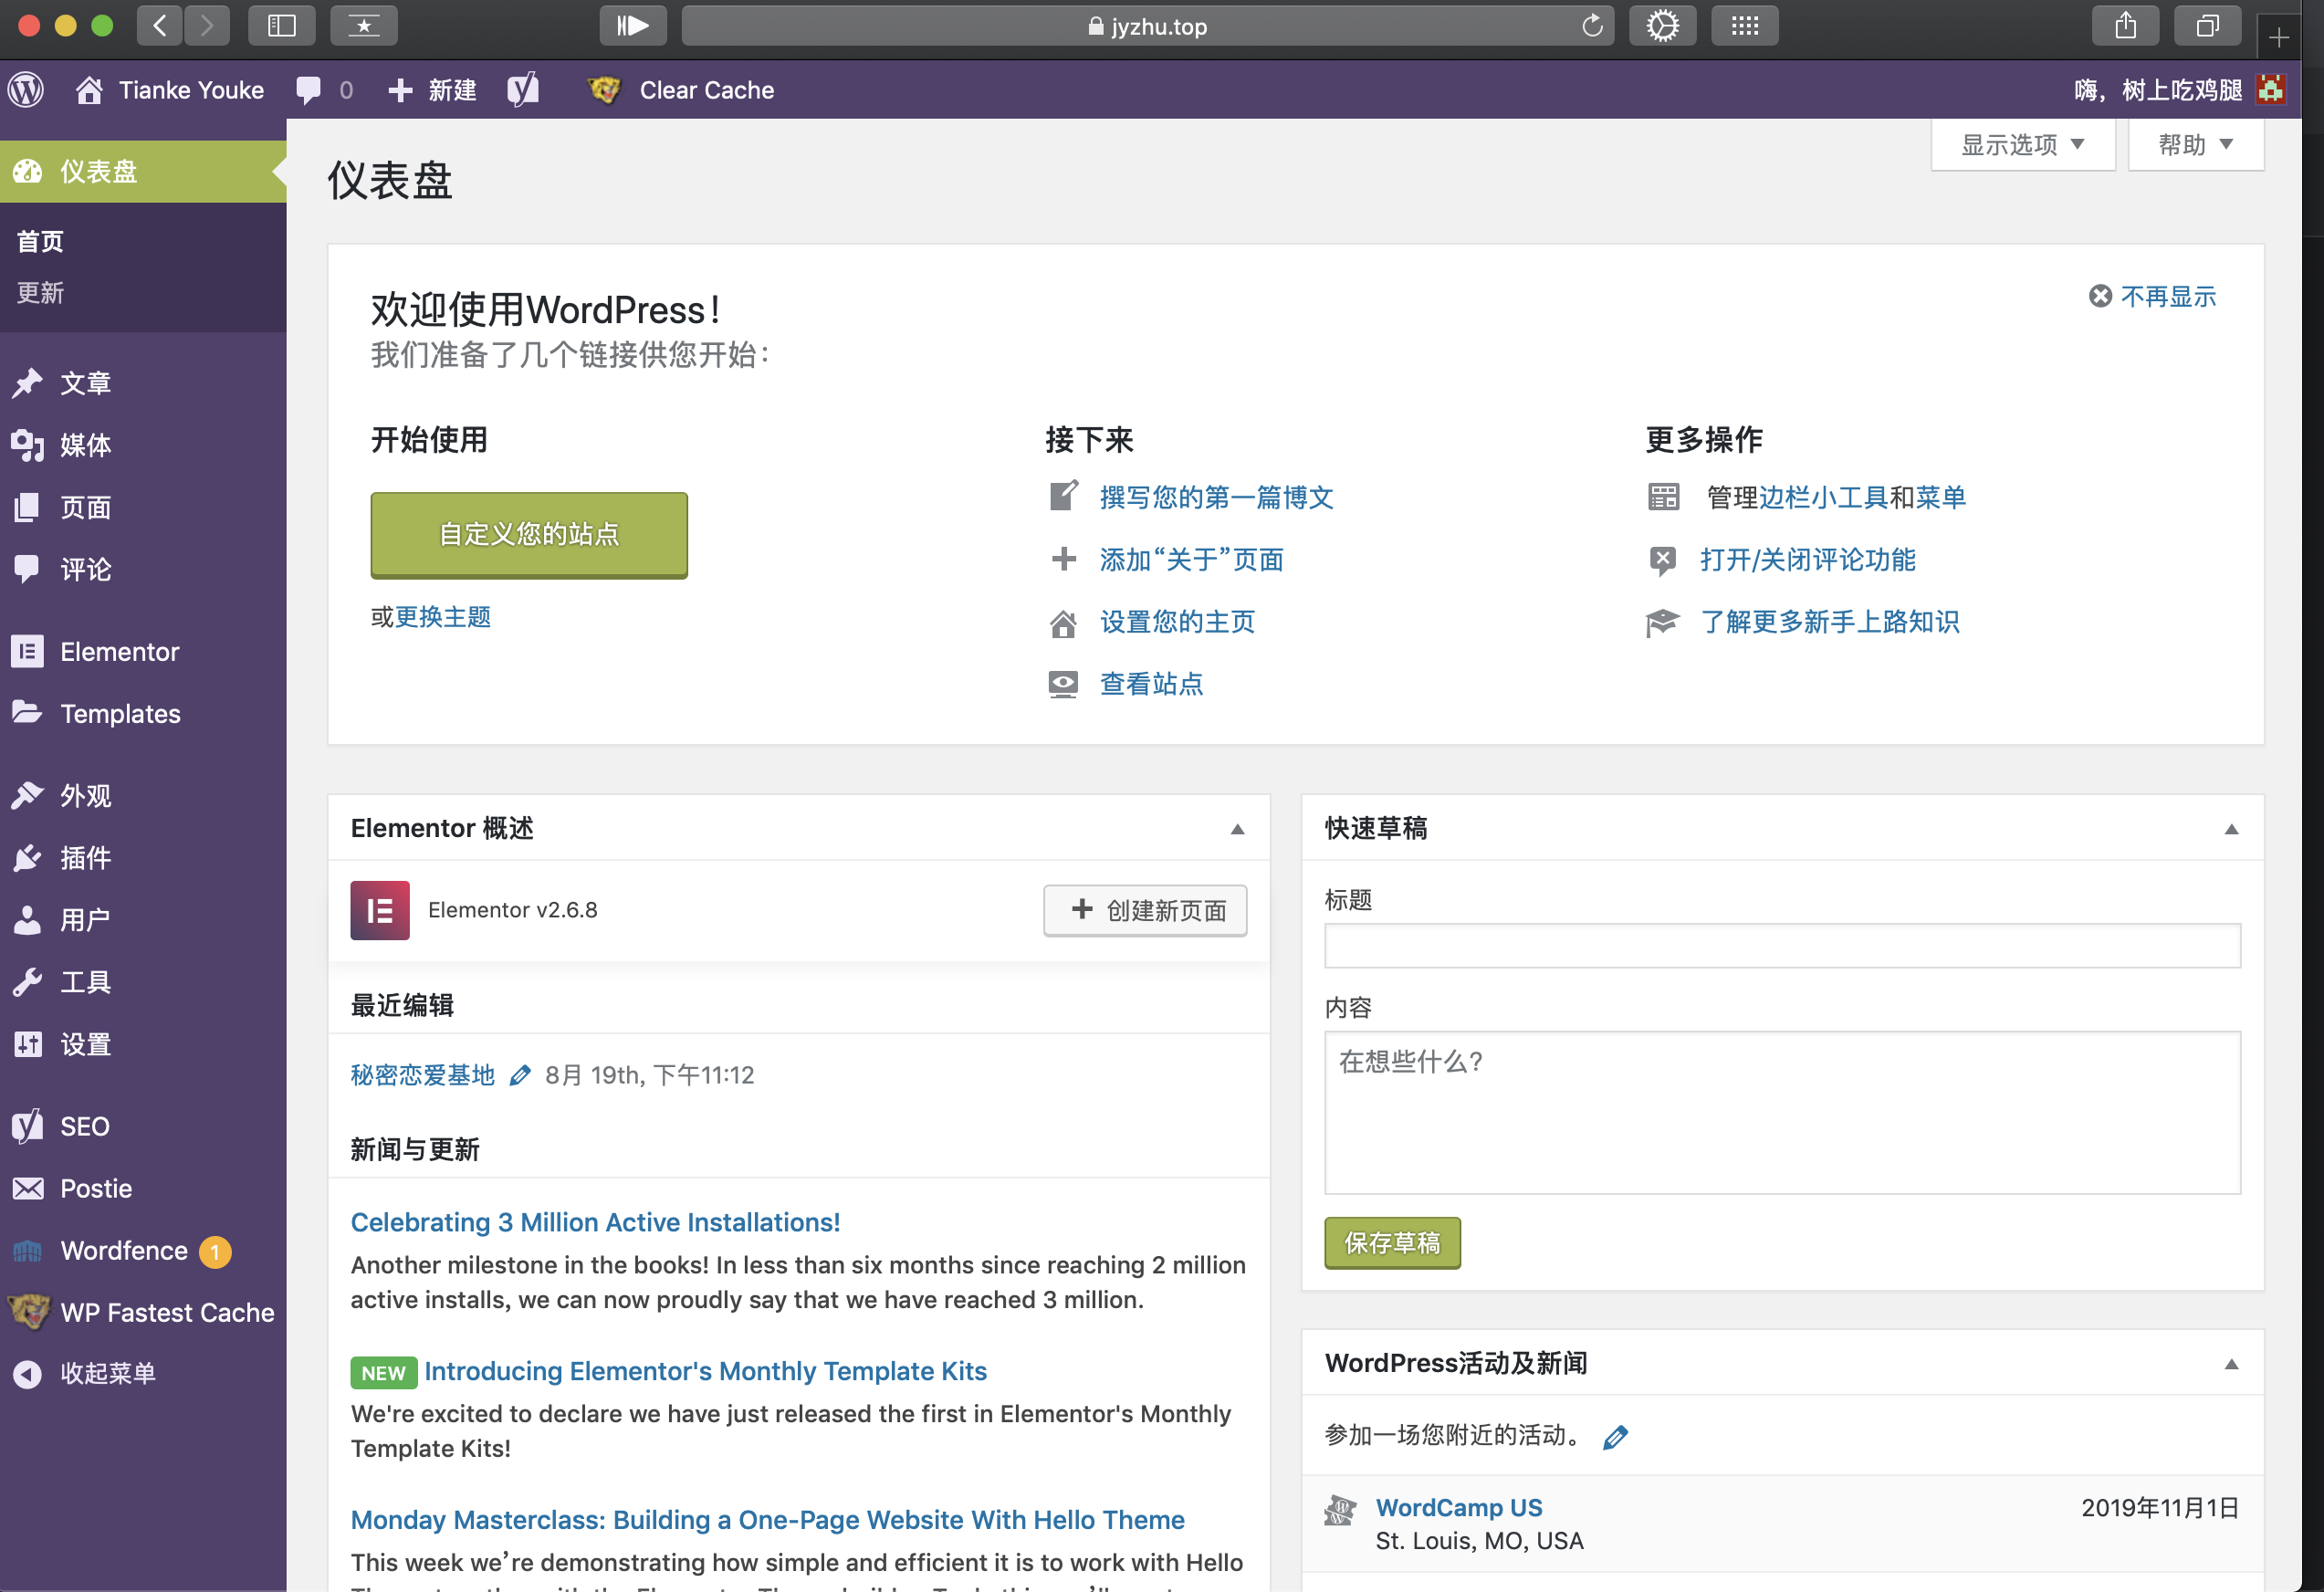 jyzhu.top
Tianke Youke 0 新建 Clear Cache 嗨，树上吃鸡腿
仪表盘
首页
更新
文章
媒体
页面
评论
Elementor
Templates
外观
插件
用户
工具
设置
SEO
Postie
Wordfence 1
WP Fastest Cache
收起菜单
显示选项 帮助
仪表盘
欢迎使用WordPress！
不再显示
我们准备了几个链接供您开始：
开始使用
自定义您的站点
或更换主题
接下来
撰写您的第一篇博文
添加“关于”页面
设置您的主页
查看站点
更多操作
管理边栏小工具和菜单
打开/关闭评论功能
了解更多新手上路知识
Elementor 概述
Elementor v2.6.8
创建新页面
最近编辑
秘密恋爱基地 8月 19th, 下午11:12
新闻与更新
Celebrating 3 Million Active Installations!
Another milestone in the books! In less than six months since reaching 2 million
active installs, we can now proudly say that we have reached 3 million.
NEW Introducing Elementor's Monthly Template Kits
We're excited to declare we have just released the first in Elementor's Monthly
Template Kits!
Monday Masterclass: Building a One-Page Website With Hello Theme
This week we’re demonstrating how simple and efficient it is to work with Hello
快速草稿
标题
内容
在想些什么？
保存草稿
WordPress活动及新闻
参加一场您附近的活动。
WordCamp US 2019年11月1日
St. Louis, MO, USA